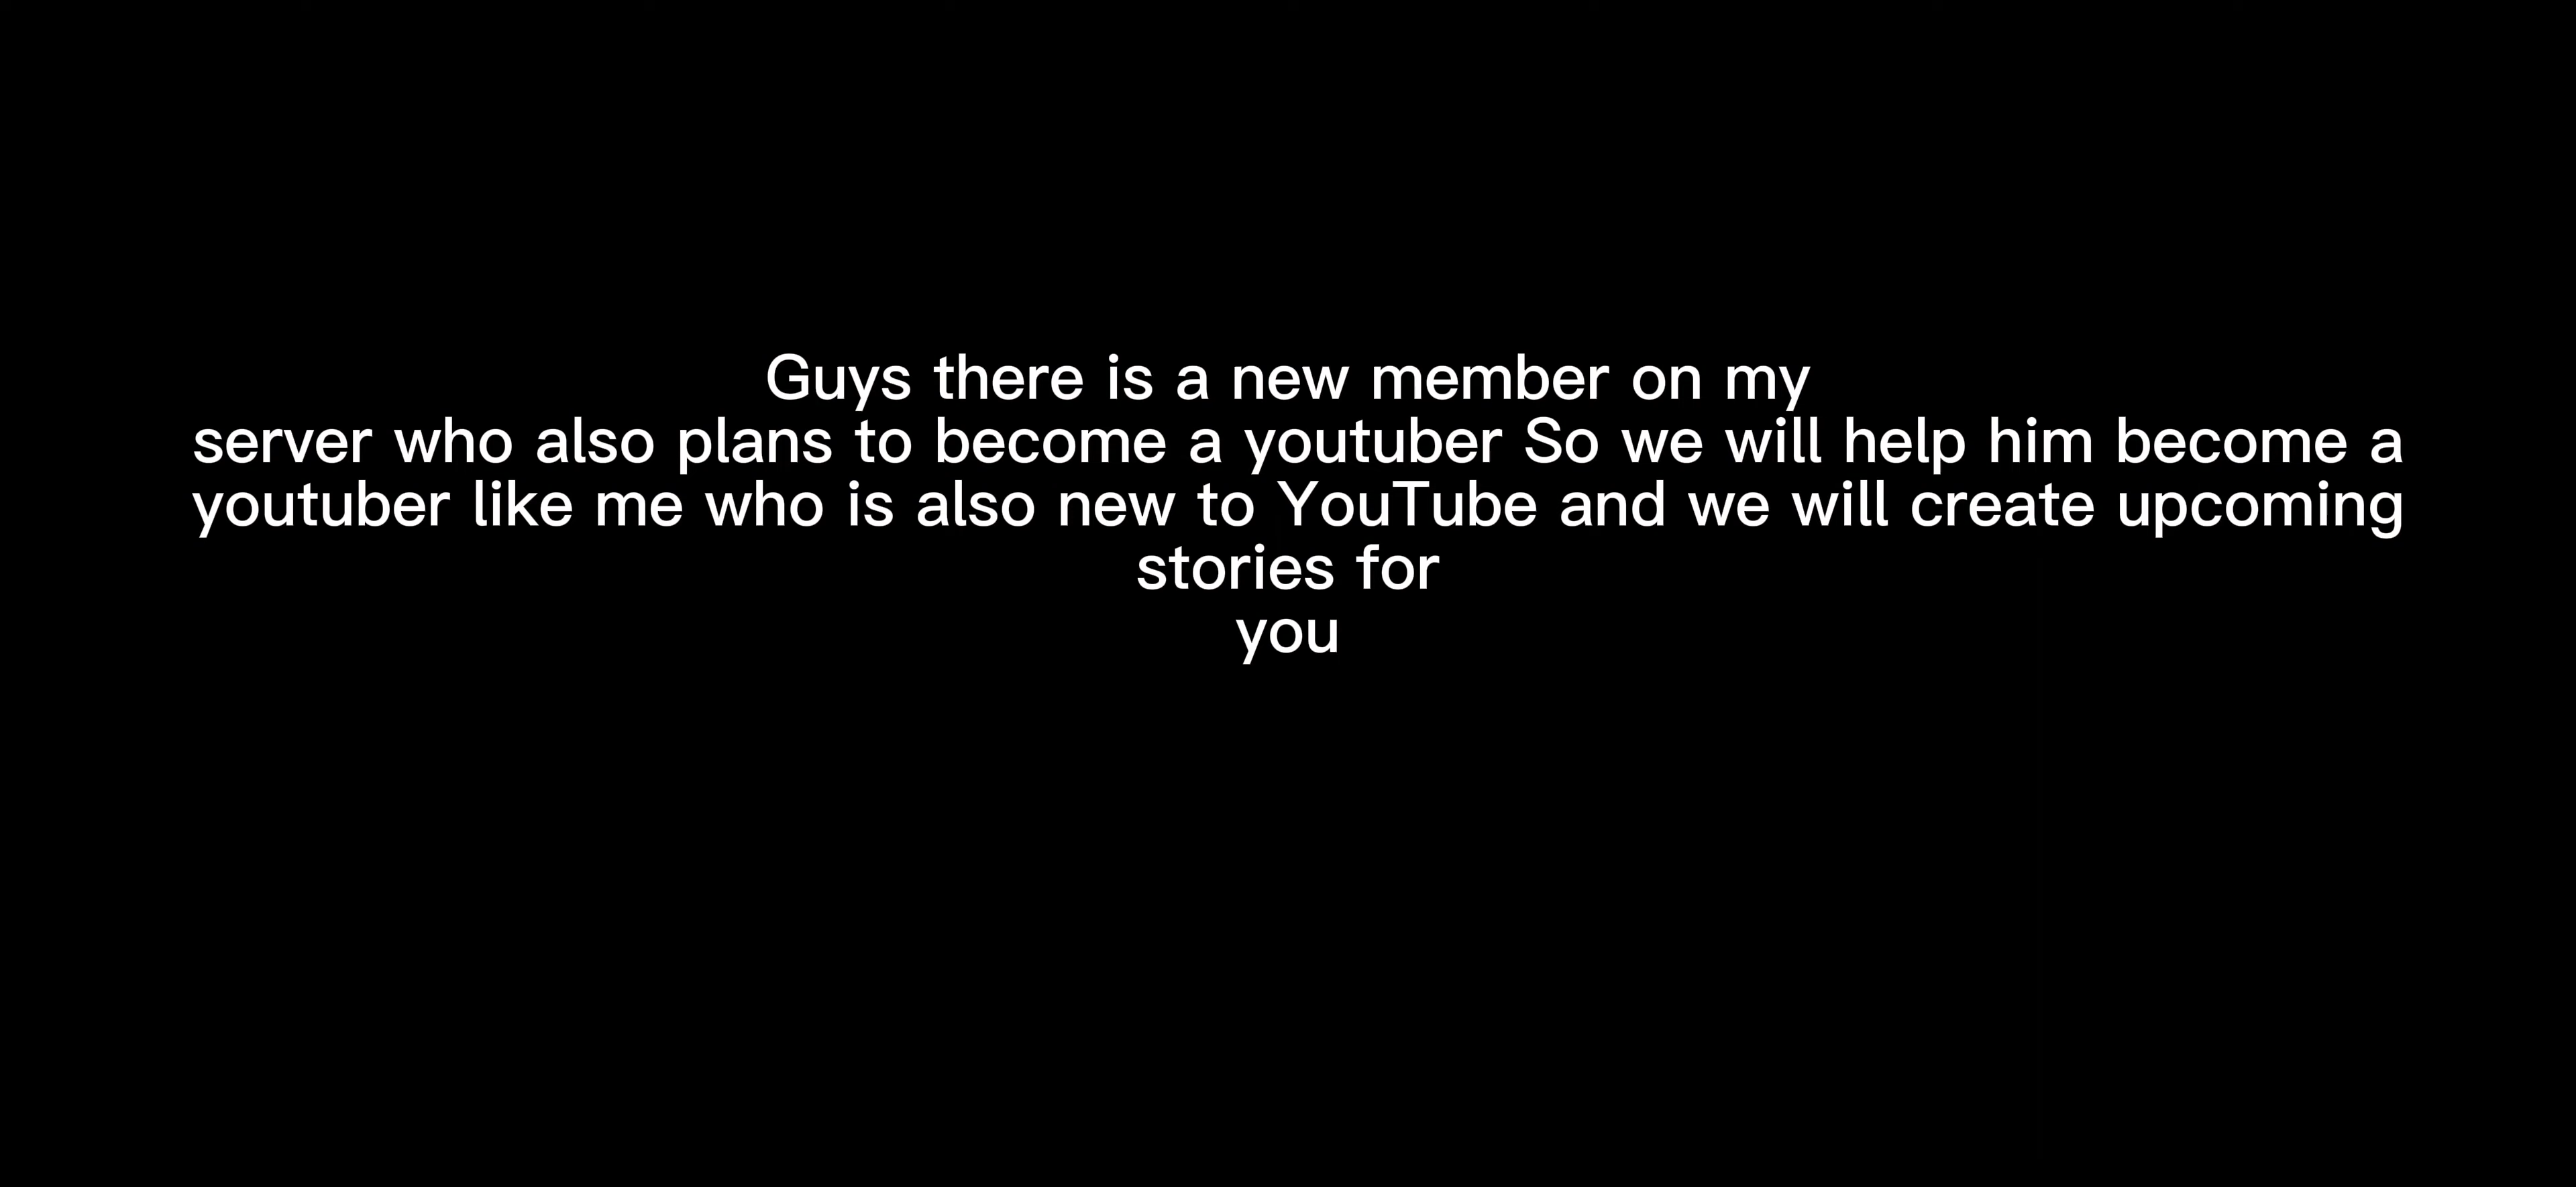 Guys there is a new member on my
server who also plans to become a youtuber So we will help him become a
youtuber like me who is also new to YouTube and we will create upcoming
stories for
you